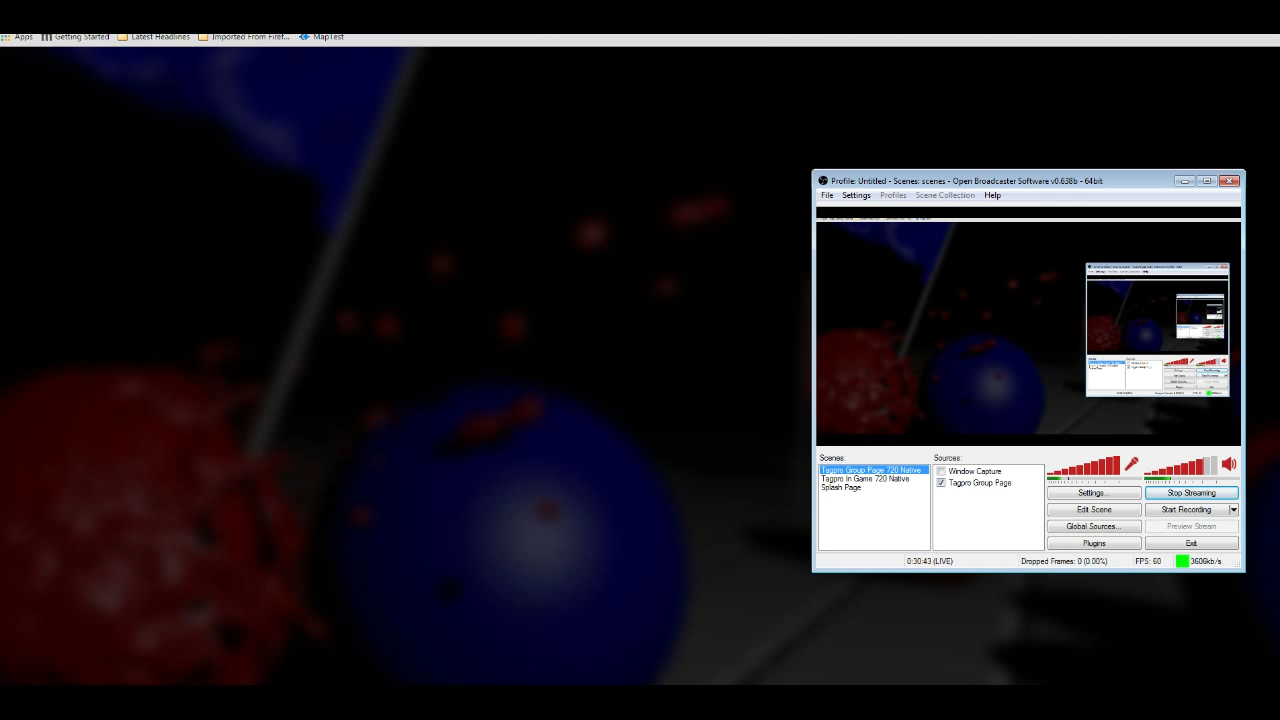 Apps Getting Started Latest Headlines Imported From Firef... MapTest
Profile: Untitled - Scenes: scenes - Open Broadcaster Software v0.638b - 64bit
File Settings Profiles Scene Collection Help
Scenes: Sources:
Tagpro Group Page 720 Native
Tagpro In Game 720 Native
Splash Page
Window Capture
Tagpro Group Page
Settings... Stop Streaming
Edit Scene Start Recording
Global Sources... Preview Stream
Plugins Exit
0:30:43 (LIVE) Dropped Frames: 0 (0.00%) FPS: 60 3606kb/s